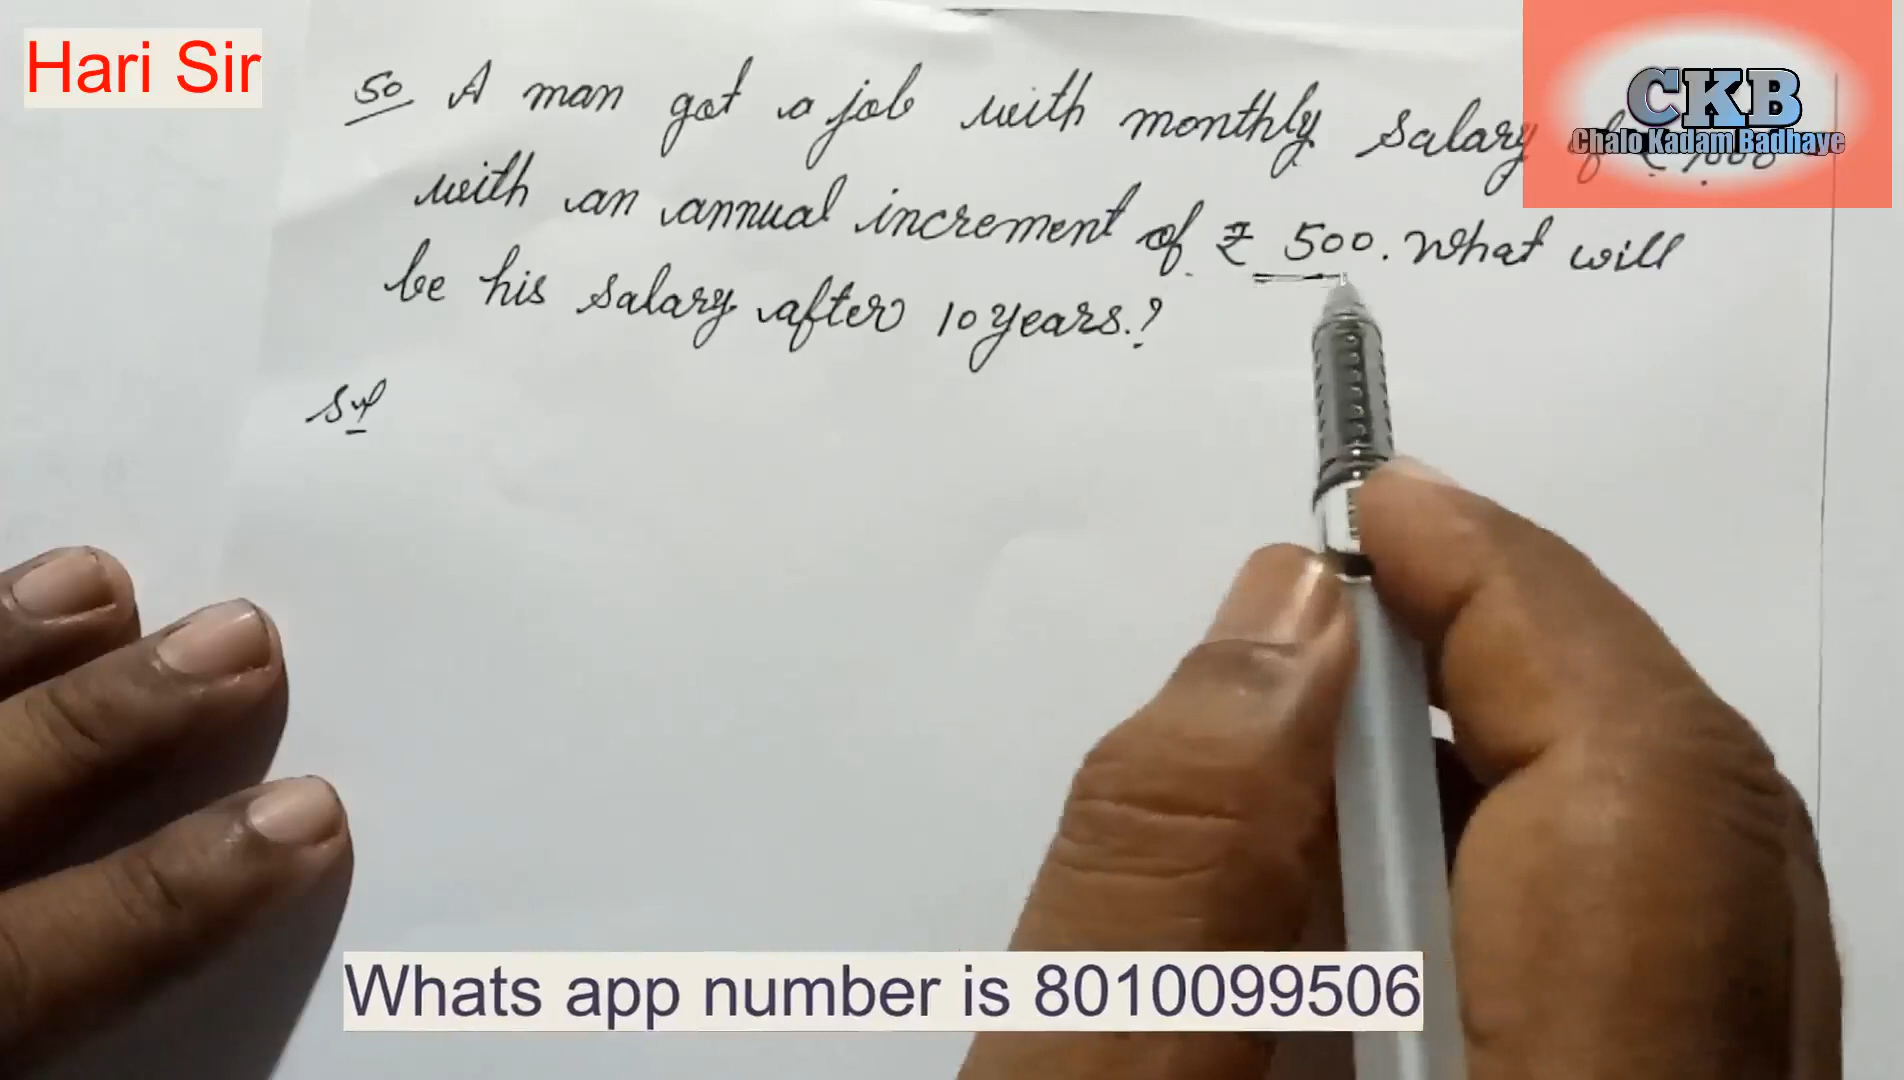 Hari Sir
CKB
Chalo Kadam Badhaye
50 A man got a job with monthly salary of ₹
with an annual increment of ₹ 500. What will
be his salary after 10 years.?
Sol
Whats app number is 8010099506